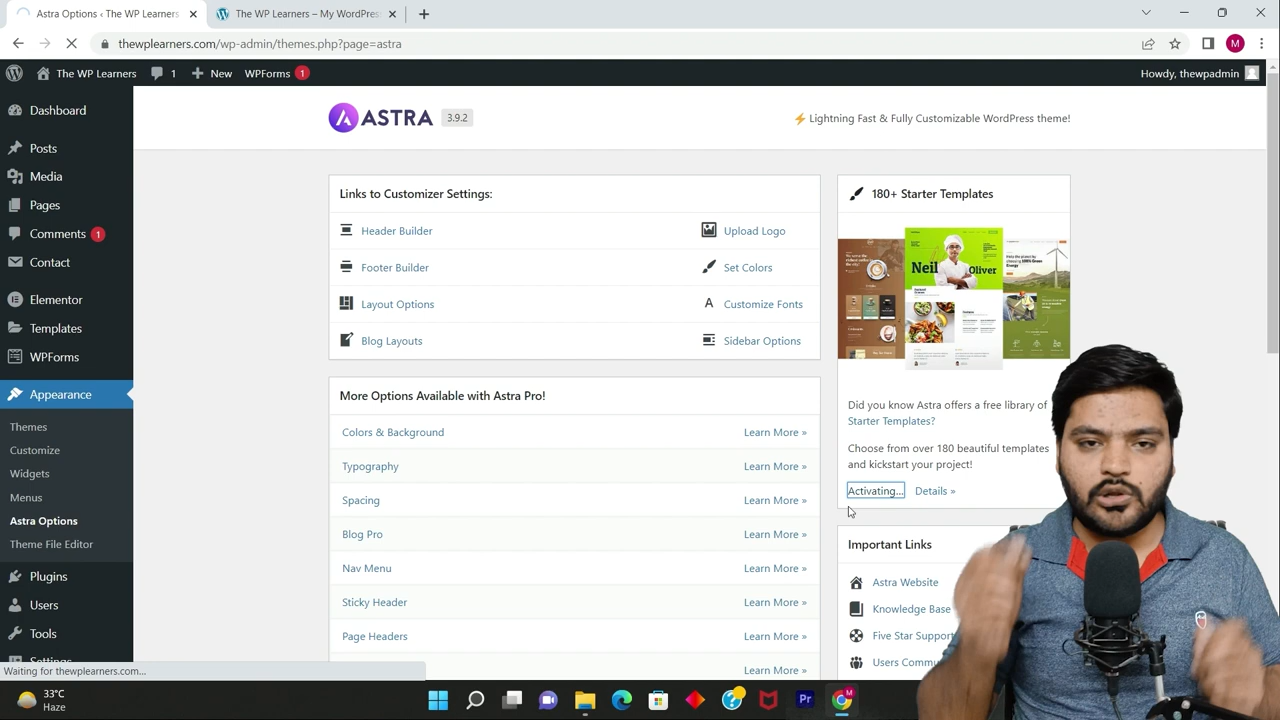 Astra Options ‹ The WP Learners
The WP Learners – My WordPress
thewplearners.com/wp-admin/themes.php?page=astra
M
The WP Learners
1
New
WPForms
1
Howdy, thewpadmin
Dashboard
Posts
Media
Pages
Comments
1
Contact
Elementor
Templates
WPForms
Appearance
Themes
Customize
Widgets
Menus
Astra Options
Theme File Editor
Plugins
Users
Tools
Settings
ASTRA
3.9.2
Lightning Fast & Fully Customizable WordPress theme!
Links to Customizer Settings:
Header Builder
Upload Logo
Footer Builder
Set Colors
Layout Options
Customize Fonts
Blog Layouts
Sidebar Options
More Options Available with Astra Pro!
Colors & Background
Learn More »
Typography
Learn More »
Spacing
Learn More »
Blog Pro
Learn More »
Nav Menu
Learn More »
Sticky Header
Learn More »
Page Headers
Learn More »
Learn More »
180+ Starter Templates
Neil
Oliver
Did you know Astra offers a free library of
Starter Templates?
Choose from over 180 beautiful templates
and kickstart your project!
Activating...
Details »
Important Links
Astra Website
Knowledge Base
Five Star Support
Users
Waiting for thewplearners.com...
33°C
Haze
Pr
M